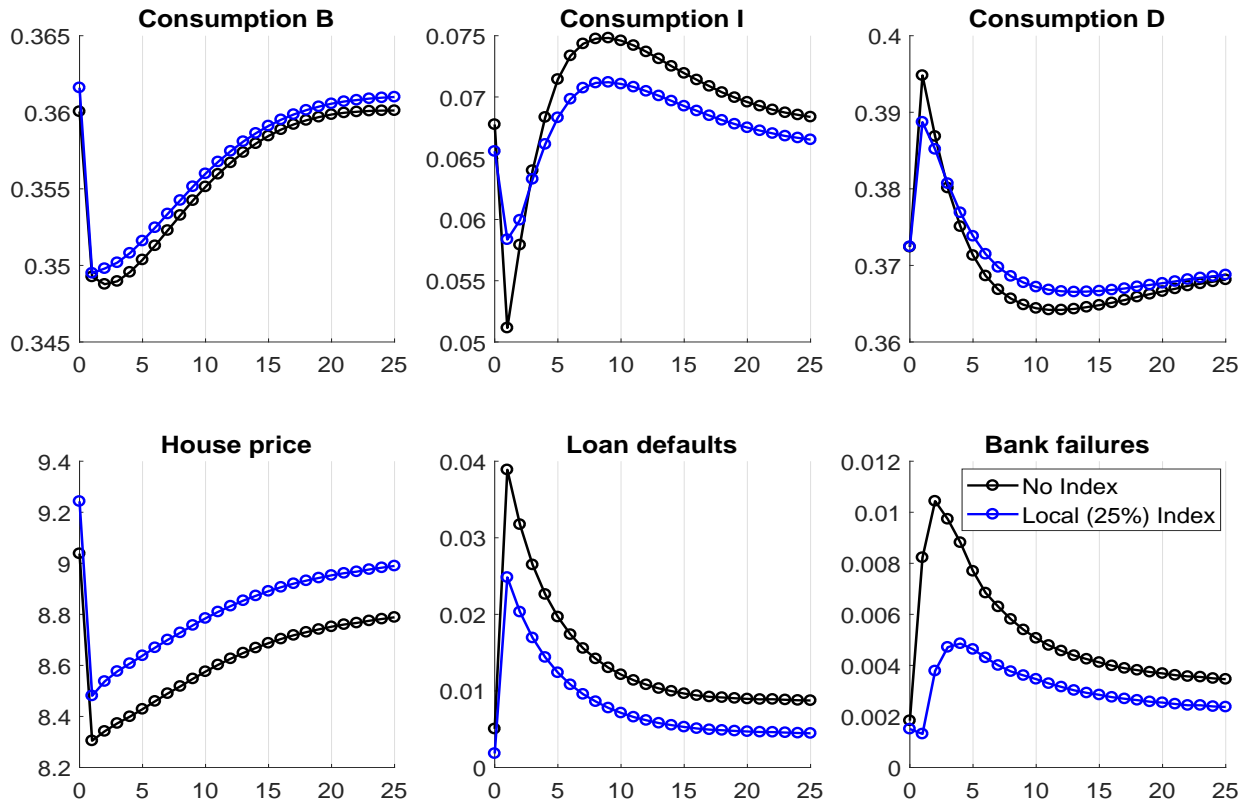 Consumption B
0.365
0.36
0.355
0.35
0.345
0 5 10 15 20 25
Consumption I
0.075
0.07
0.065
0.06
0.055
0.05
0 5 10 15 20 25
Consumption D
0.4
0.39
0.38
0.37
0.36
0 5 10 15 20 25
House price
9.4
9.2
9
8.8
8.6
8.4
8.2
0 5 10 15 20 25
Loan defaults
0.04
0.03
0.02
0.01
0
0 5 10 15 20 25
Bank failures
0.012
0.01
0.008
0.006
0.004
0.002
0
0 5 10 15 20 25
No Index
Local (25%) Index